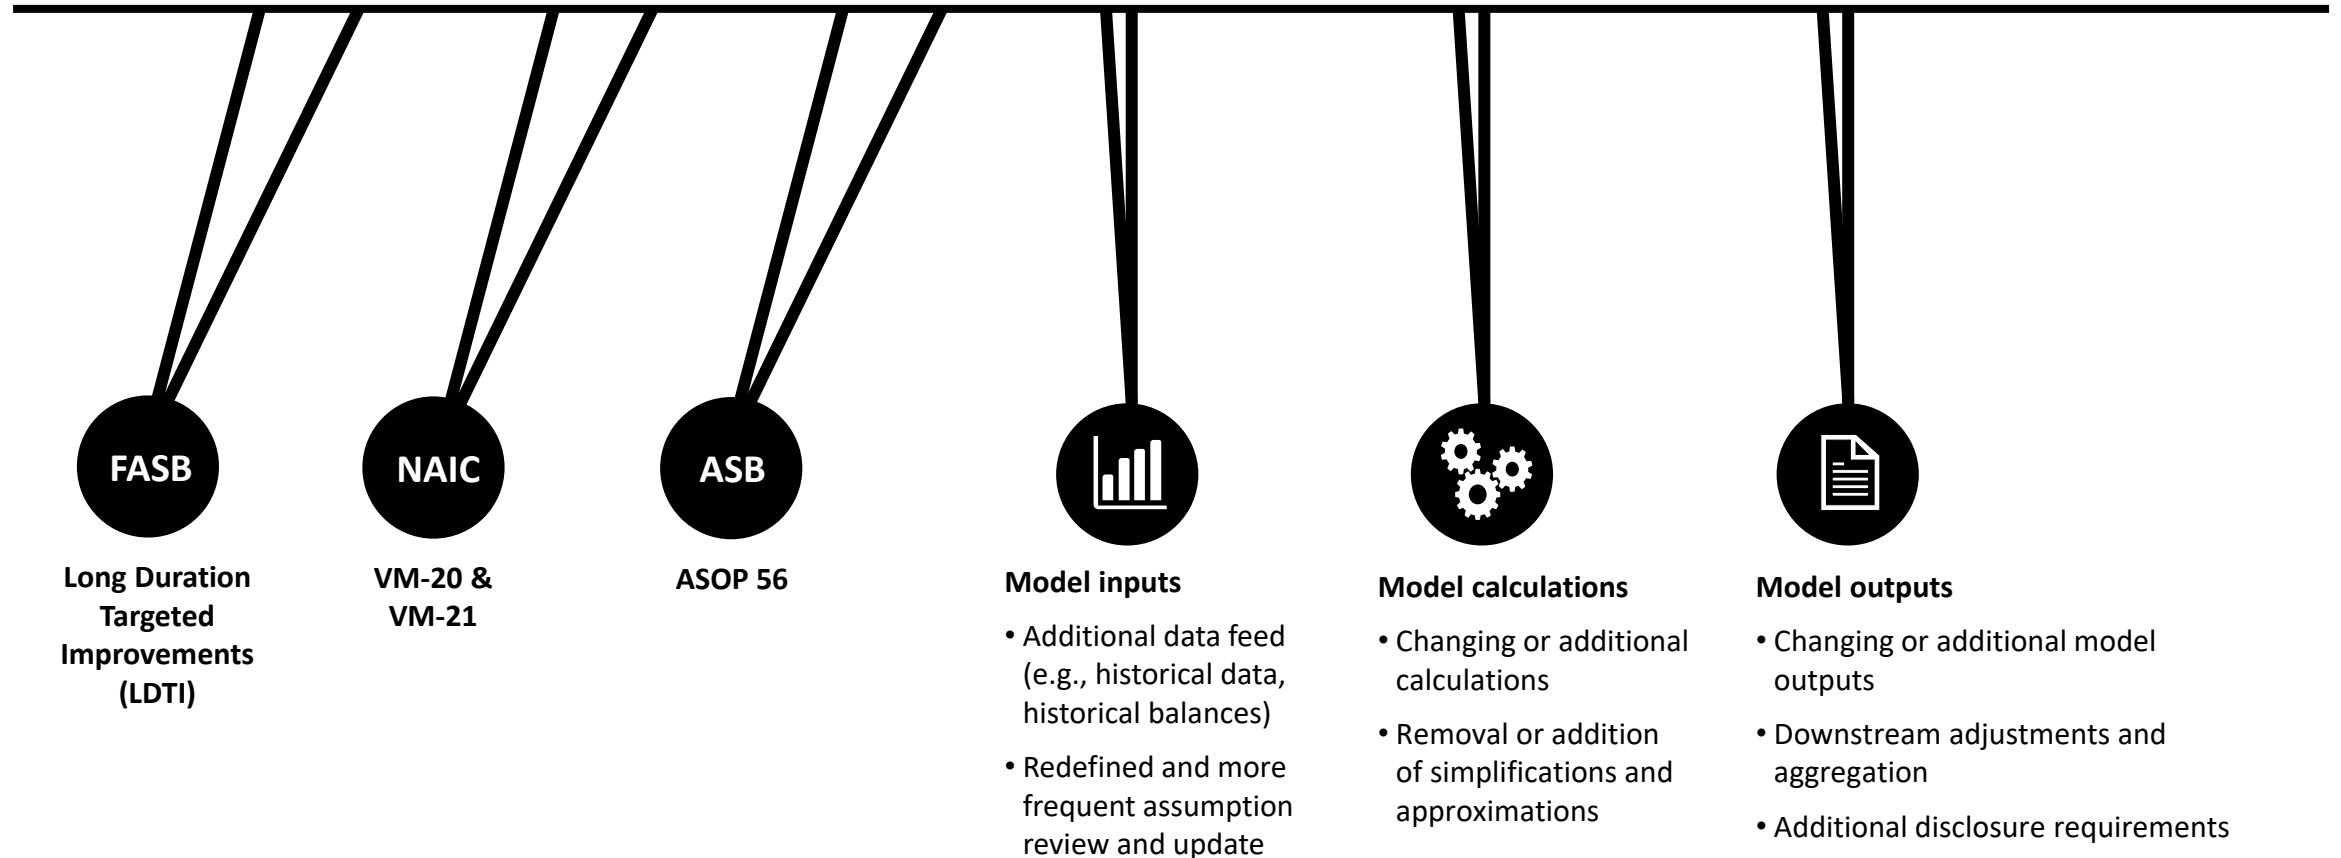 FASB
Long Duration
Targeted
Improvements
(LDTI)
NAIC
VM-20 &
VM-21
ASB
ASOP 56
Model inputs
• Additional data feed
(e.g., historical data,
historical balances)
• Redefined and more
frequent assumption
review and update
Model calculations
• Changing or additional
calculations
• Removal or addition
of simplifications and
approximations
Model outputs
• Changing or additional model
outputs
• Downstream adjustments and
aggregation
• Additional disclosure requirements